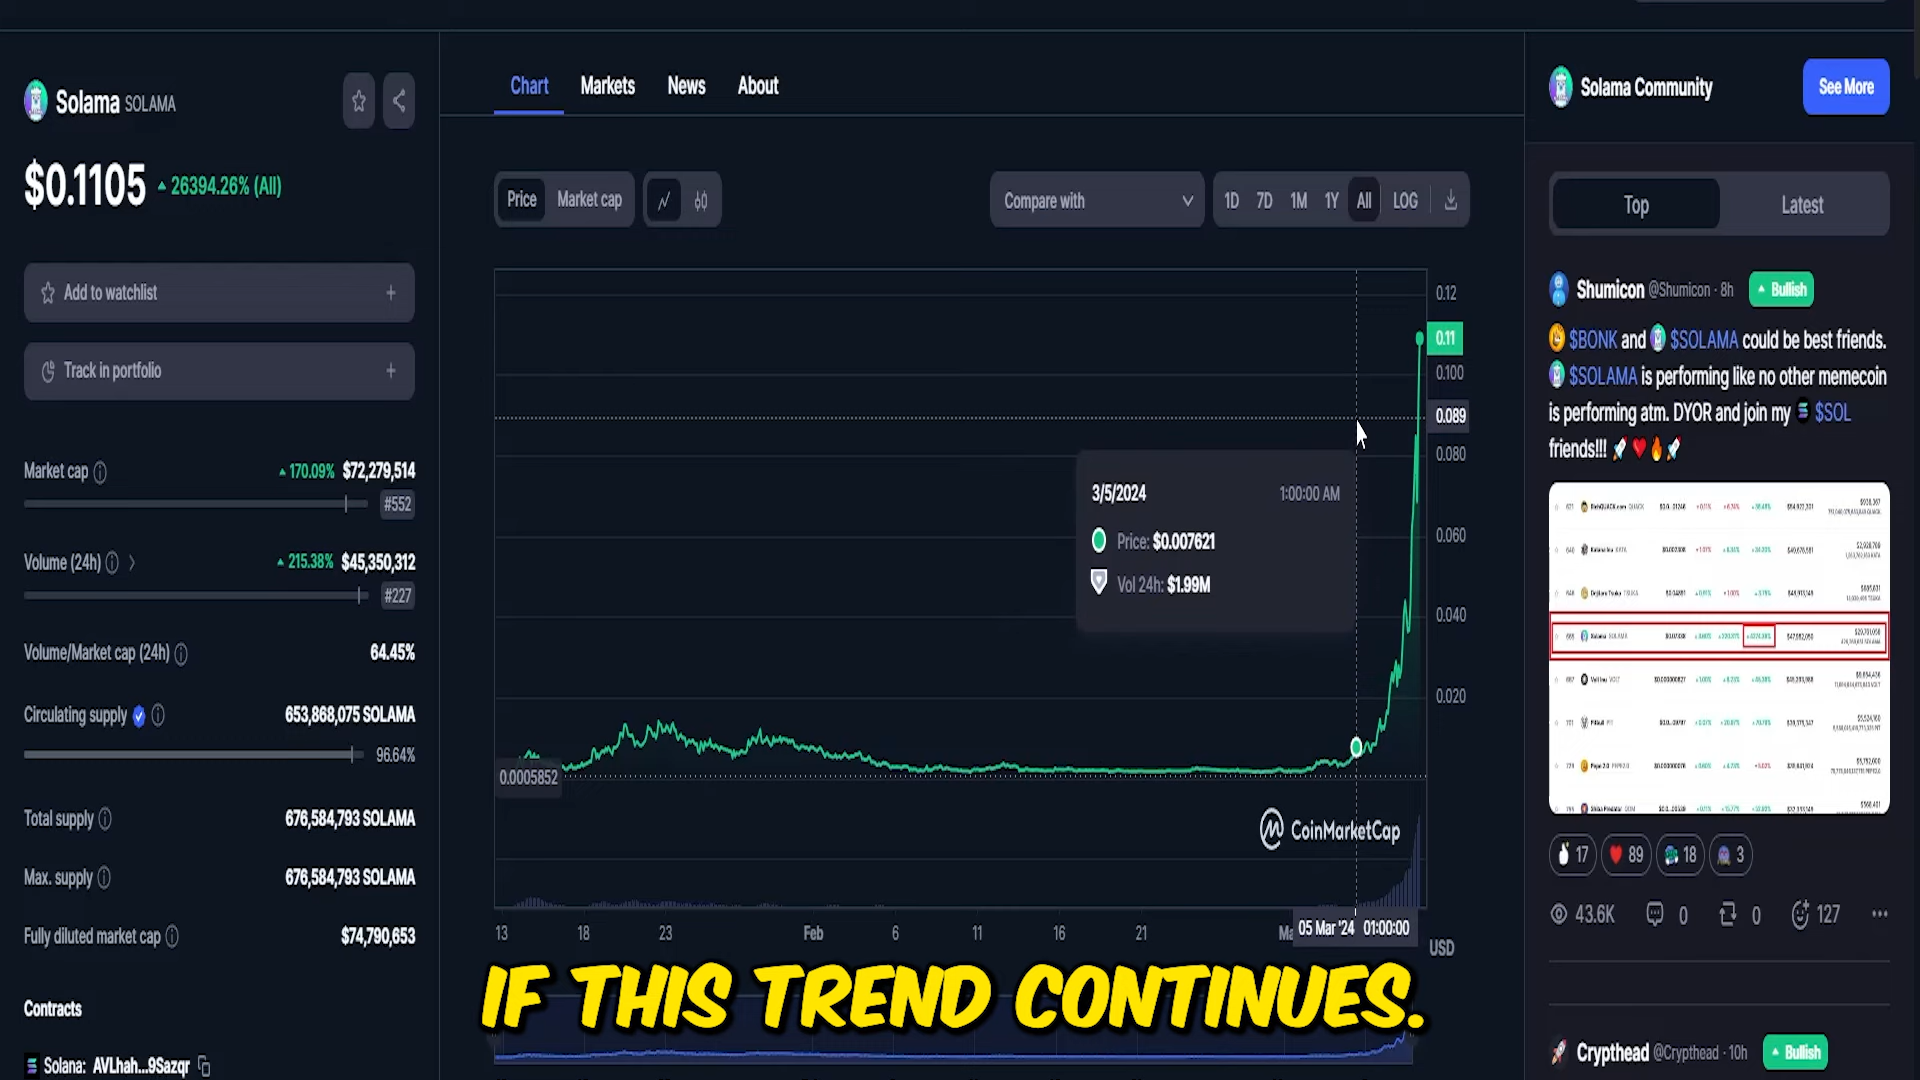 Solama SOLAMA
$0.1105 26394.26% (All)
Add to watchlist +
Track in portfolio +
Market cap 170.09% $72,279,514
#552
Volume (24h) 215.38% $45,350,312
#227
Volume/Market cap (24h) 64.45%
Circulating supply 653,868,075 SOLAMA
96.64%
Total supply 676,584,793 SOLAMA
Max. supply 676,584,793 SOLAMA
Fully diluted market cap $74,790,653
Contracts
Solana: AVLhah...9Sazqr
Chart Markets News About
Price Market cap
Compare with
1D 7D 1M 1Y All LOG
0.12
0.11
0.100
0.089
0.080
0.060
0.040
0.020
3/5/2024 1:00:00 AM
Price: $0.007621
Vol 24h: $1.99M
0.0005852
CoinMarketCap
13 18 23 Feb 6 11 16 21
05 Mar '24 01:00:00
USD
IF THIS TREND CONTINUES.
Solama Community
See More
Top Latest
Shumicon @Shumicon · 8h Bullish
$BONK and $SOLAMA could be best friends.
$SOLAMA is performing like no other memecoin
is performing atm. DYOR and join my $SOL
friends!!!
17 89 18 3
43.6K 0 0 127
Crypthead @Crypthead · 10h Bullish